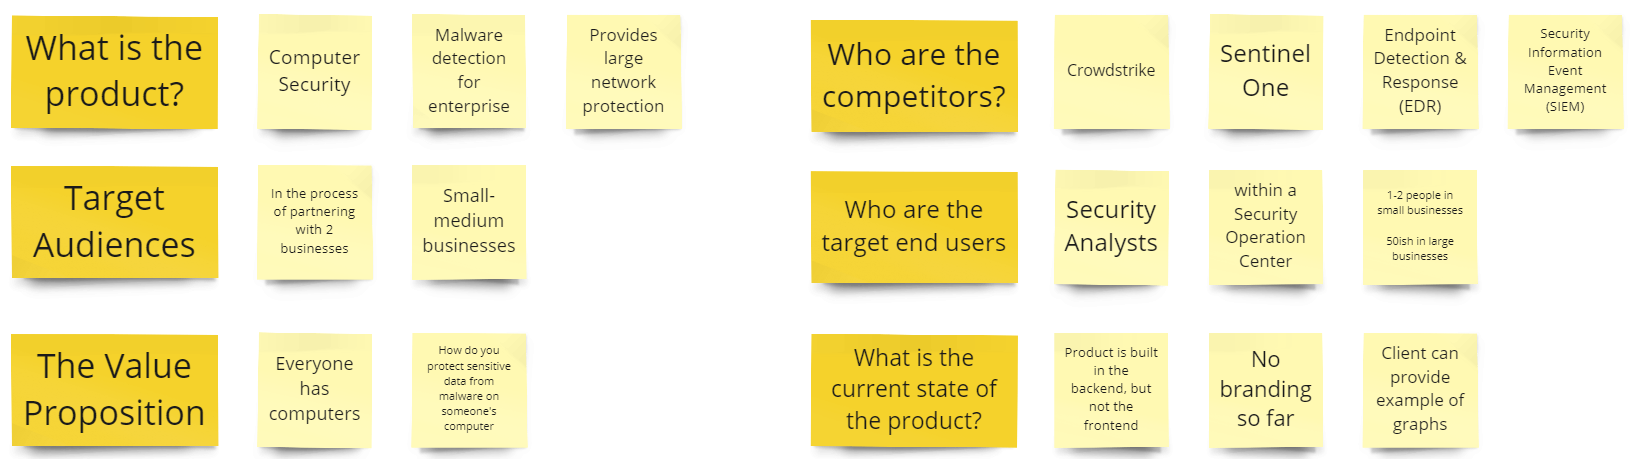 What is the
product?
Computer
Security
Malware
detection
for
enterprise
Provides
large
network
protection
Who are the
competitors?
Crowdstrike
Sentinel
One
Endpoint
Detection &
Response
(EDR)
Security
Information
Event
Management
(SIEM)
Target
Audiences
In the process
of partnering
with 2
businesses
Small-
medium
businesses
Who are the
target end users
Security
Analysts
within a
Security
Operation
Center
1-2 people in
small businesses
50ish in large
businesses
The Value
Proposition
Everyone
has
computers
How do you
protect sensitive
data from
malware on
someone's
computer
What is the
current state of
the product?
Product is built
in the
backend, but
not the
frontend
No
branding
so far
Client can
provide
example of
graphs